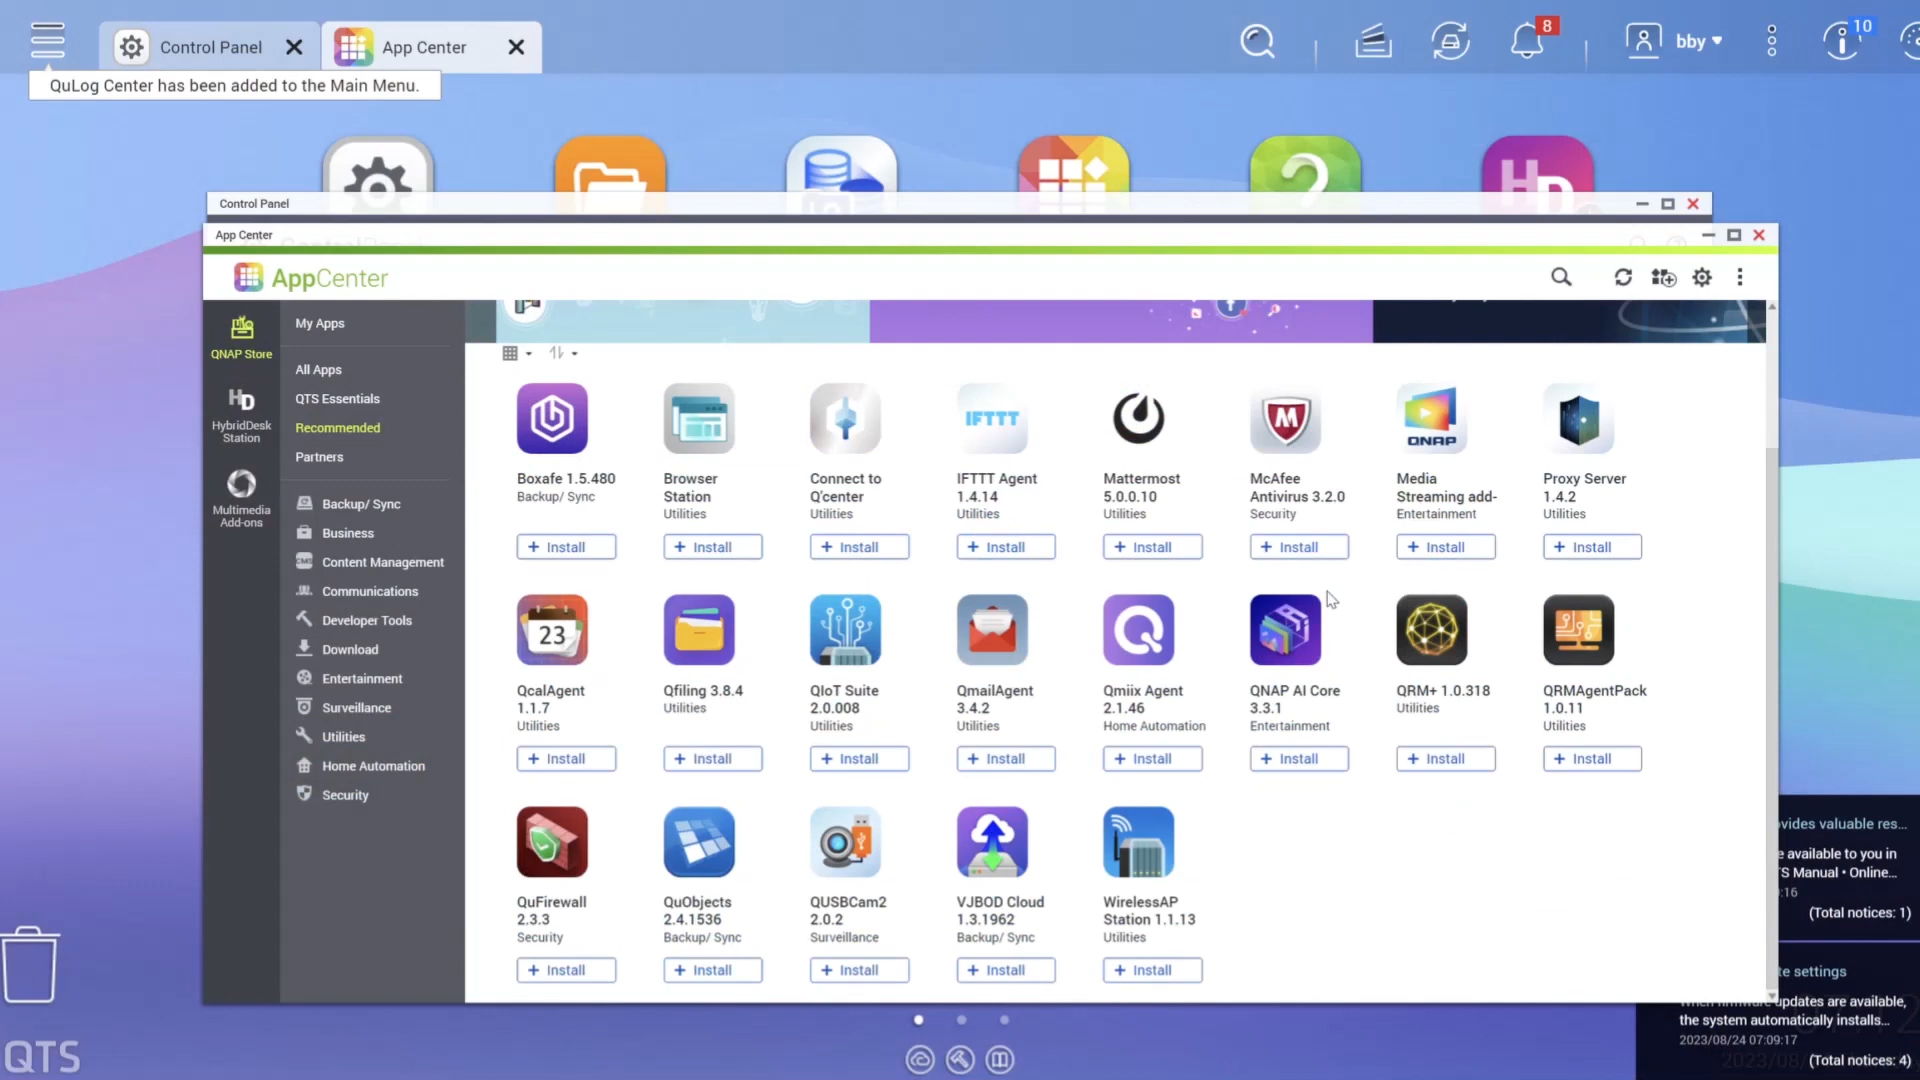 Control Panel
App Center
8
bby
10
QuLog Center has been added to the Main Menu.
HD
Control Panel
App Center
AppCenter
QNAP Store
HD
HybridDesk
Station
Multimedia
Add-ons
My Apps
All Apps
QTS Essentials
Recommended
Partners
Backup/ Sync
Business
Content Management
Communications
Developer Tools
Download
Entertainment
Surveillance
Utilities
Home Automation
Security
IFTTT
QNAP
Boxafe 1.5.480
Backup/ Sync
+ Install
Browser
Station
Utilities
+ Install
Connect to
Q'center
Utilities
+ Install
IFTTT Agent
1.4.14
Utilities
+ Install
Mattermost
5.0.0.10
Utilities
+ Install
McAfee
Antivirus 3.2.0
Security
+ Install
Media
Streaming add-
Entertainment
+ Install
Proxy Server
1.4.2
Utilities
+ Install
23
QcalAgent
1.1.7
Utilities
+ Install
Qfiling 3.8.4
Utilities
+ Install
QIoT Suite
2.0.008
Utilities
+ Install
QmailAgent
3.4.2
Utilities
+ Install
Qmiix Agent
2.1.46
Home Automation
+ Install
QNAP AI Core
3.3.1
Entertainment
+ Install
QRM+ 1.0.318
Utilities
+ Install
QRMAgentPack
1.0.11
Utilities
+ Install
QuFirewall
2.3.3
Security
+ Install
QuObjects
2.4.1536
Backup/ Sync
+ Install
QUSBCam2
2.0.2
Surveillance
+ Install
VJBOD Cloud
1.3.1962
Backup/ Sync
+ Install
WirelessAP
Station 1.1.13
Utilities
+ Install
valuable res...
available to you in
Manual • Online...
:16
(Total notices: 1)
settings
When firmware updates are available,
the system automatically installs...
2023/08/24 07:09:17
(Total notices: 4)
QTS